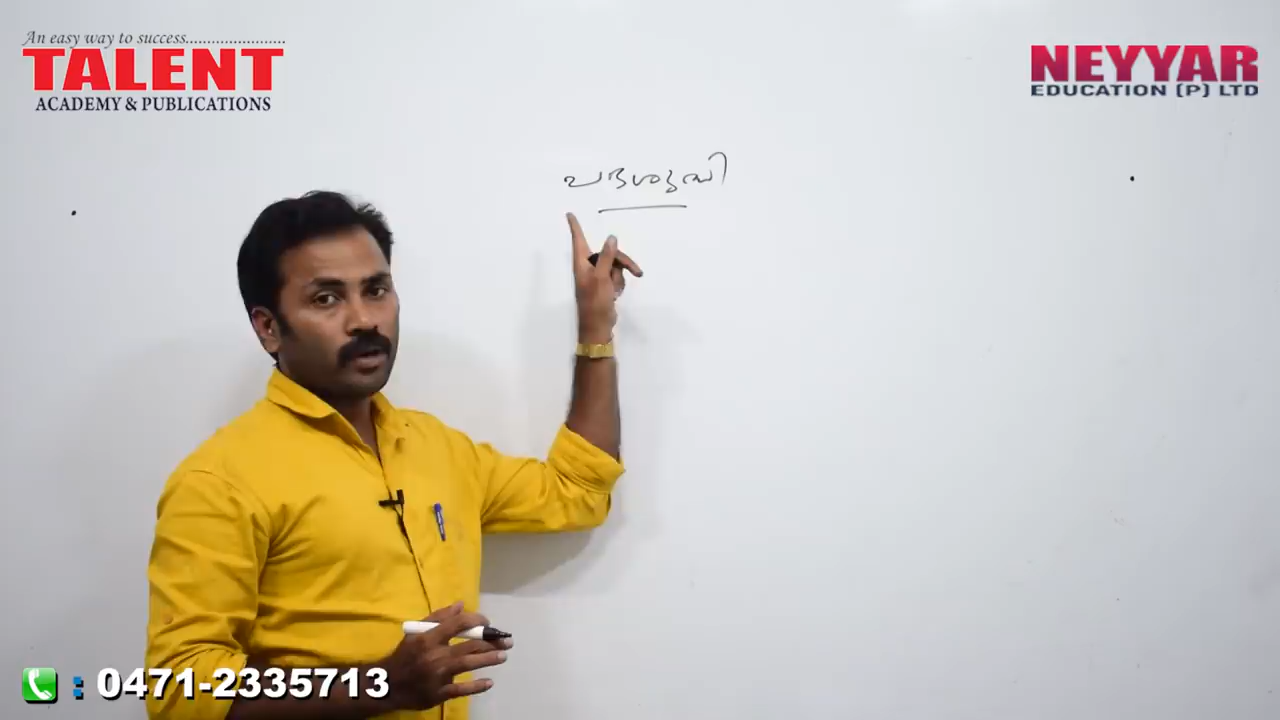 An easy way to success........................
TALENT
ACADEMY & PUBLICATIONS
NEYYAR
EDUCATION (P) LTD
പദശുദ്ധി
: 0471-2335713